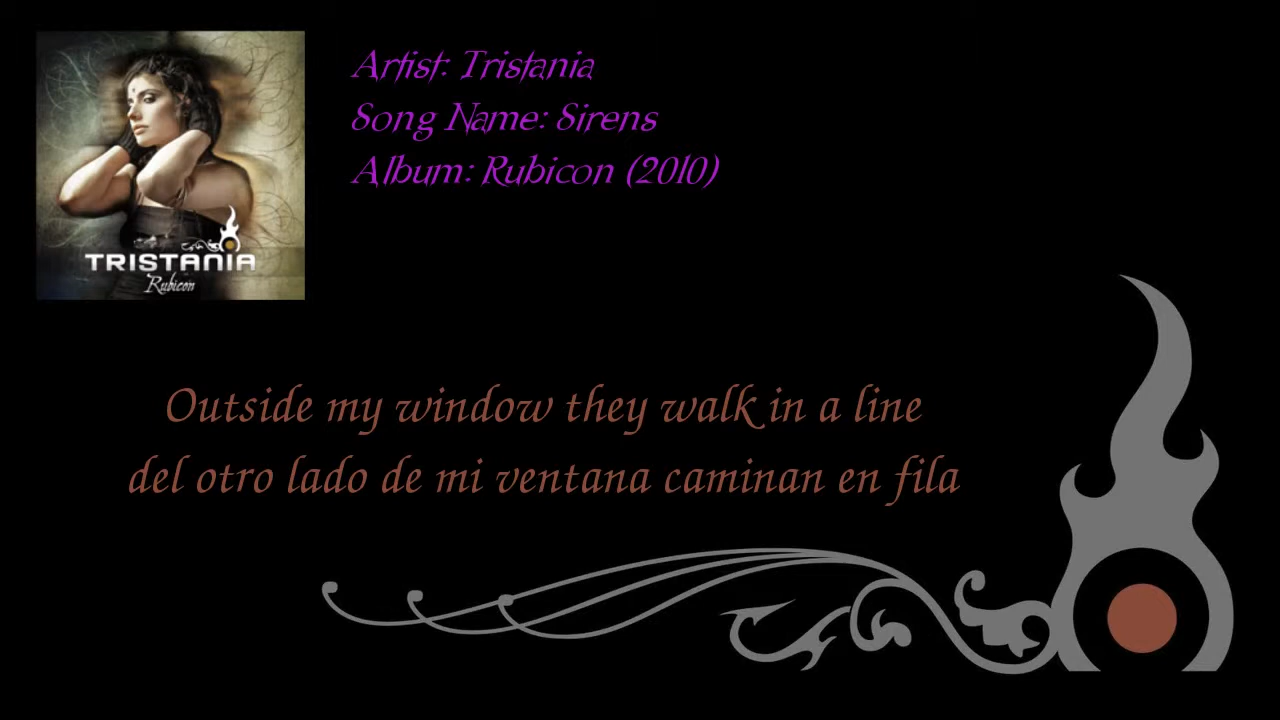 Artist: Tristania
Song Name: Sirens
Album: Rubicon (2010)
TRISTANIA
Rubicon
Outside my window they walk in a line
del otro lado de mi ventana caminan en fila